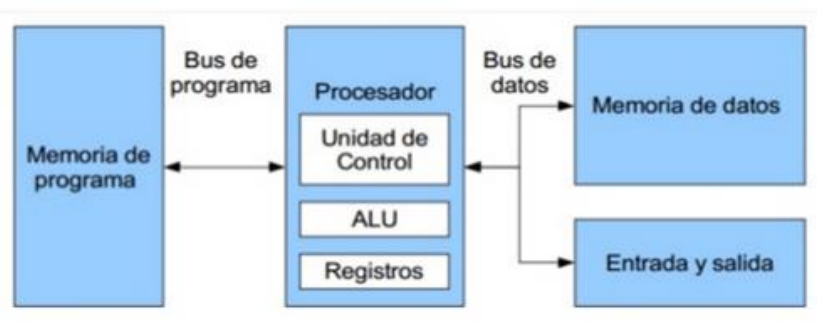 Memoria de
programa
Bus de
programa
Procesador
Unidad de
Control
ALU
Registros
Bus de
datos
Memoria de datos
Entrada y salida